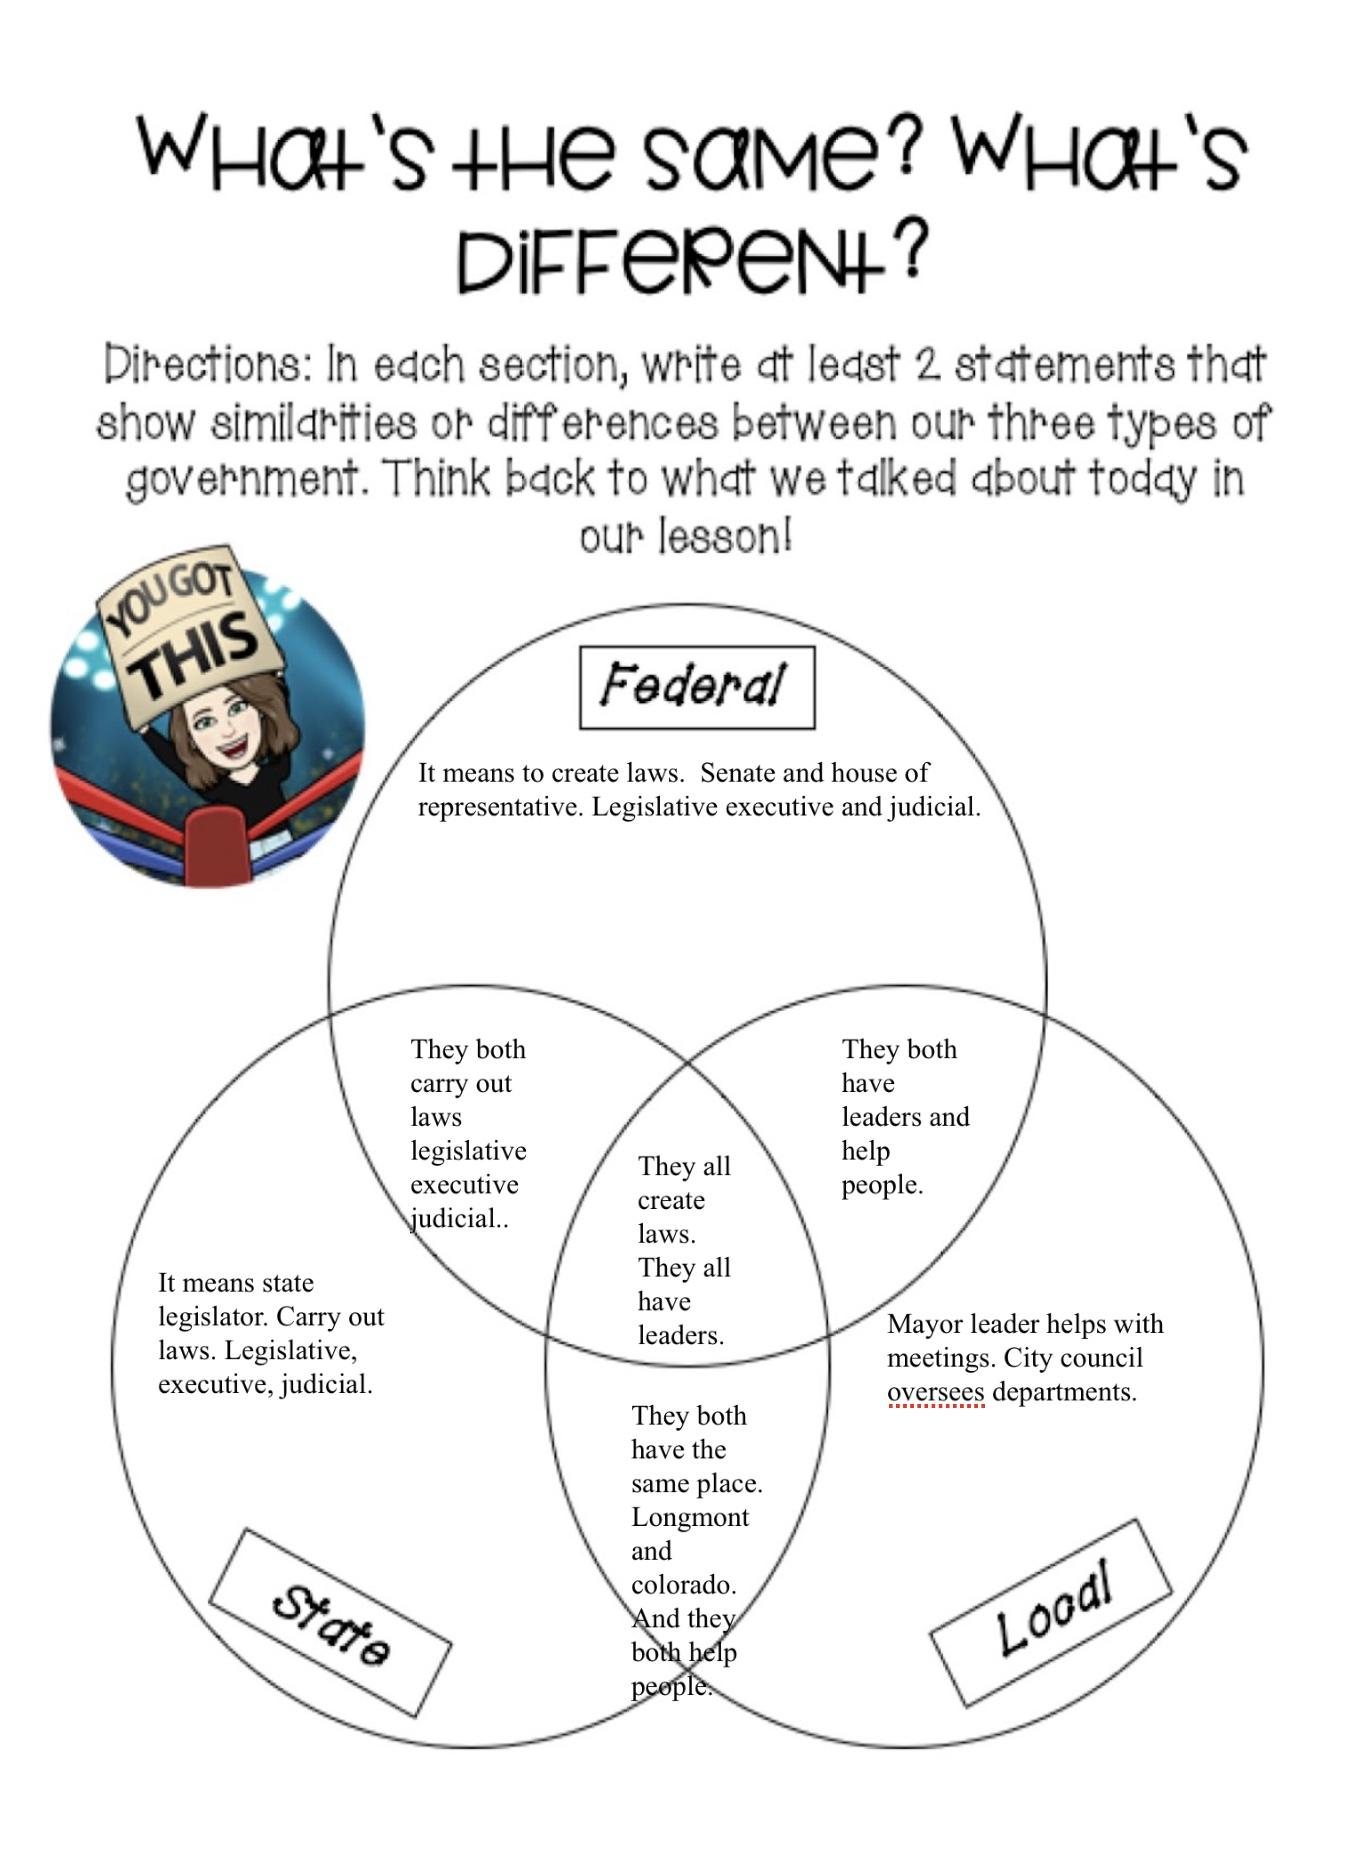 What's the same? What's
Different?
Directions: In each section, write at least 2 statements that
show similarities or differences between our three types of
government. Think back to what we talked about today in
our lesson!
YOU GOT
THIS
Federal
It means to create laws.  Senate and house of
representative. Legislative executive and judicial.
They both
carry out
laws
legislative
executive
judicial..
They both
have
leaders and
help
people.
They all
create
laws.
They all
have
leaders.
It means state
legislator. Carry out
laws. Legislative,
executive, judicial.
Mayor leader helps with
meetings. City council
oversees departments.
They both
have the
same place.
Longmont
and
colorado.
And they
both help
people.
State
Local